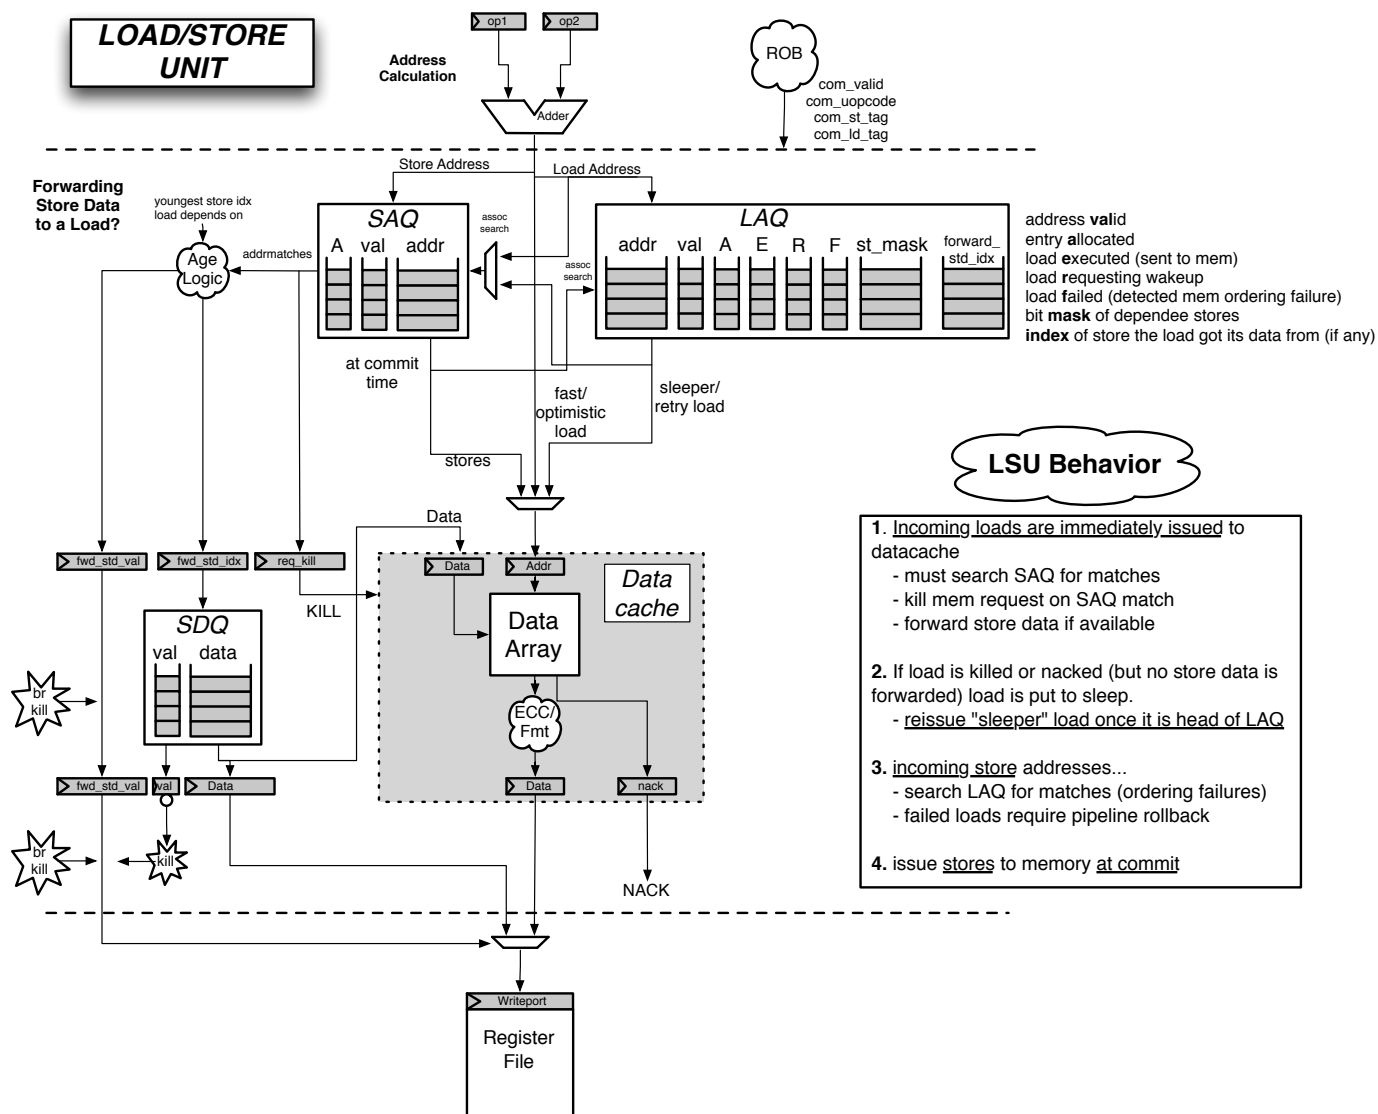 LOAD/STORE
UNIT
op1
op2
Address
Calculation
Adder
ROB
com_valid
com_uopcode
com_st_tag
com_ld_tag
Store Address
Load Address
Forwarding
Store Data
to a Load?
youngest store idx
load depends on
Age
Logic
addrmatches
SAQ
A val addr
assoc
search
assoc
search
LAQ
addr val A E R F st_mask forward_
std_idx
address valid
entry allocated
load executed (sent to mem)
load requesting wakeup
load failed (detected mem ordering failure)
bit mask of dependee stores
index of store the load got its data from (if any)
at commit
time
fast/
optimistic
load
sleeper/
retry load
stores
LSU Behavior
1. Incoming loads are immediately issued to
datacache
- must search SAQ for matches
- kill mem request on SAQ match
- forward store data if available
2. If load is killed or nacked (but no store data is
forwarded) load is put to sleep.
- reissue "sleeper" load once it is head of LAQ
3. incoming store addresses...
- search LAQ for matches (ordering failures)
- failed loads require pipeline rollback
4. issue stores to memory at commit
Data
fwd_std_val
fwd_std_idx
req_kill
KILL
Data
Addr
Data
cache
Data
Array
SDQ
val data
br
kill
ECC/
Fmt
fwd_std_val
val
Data
Data
nack
br
kill
kill
NACK
Writeport
Register
File